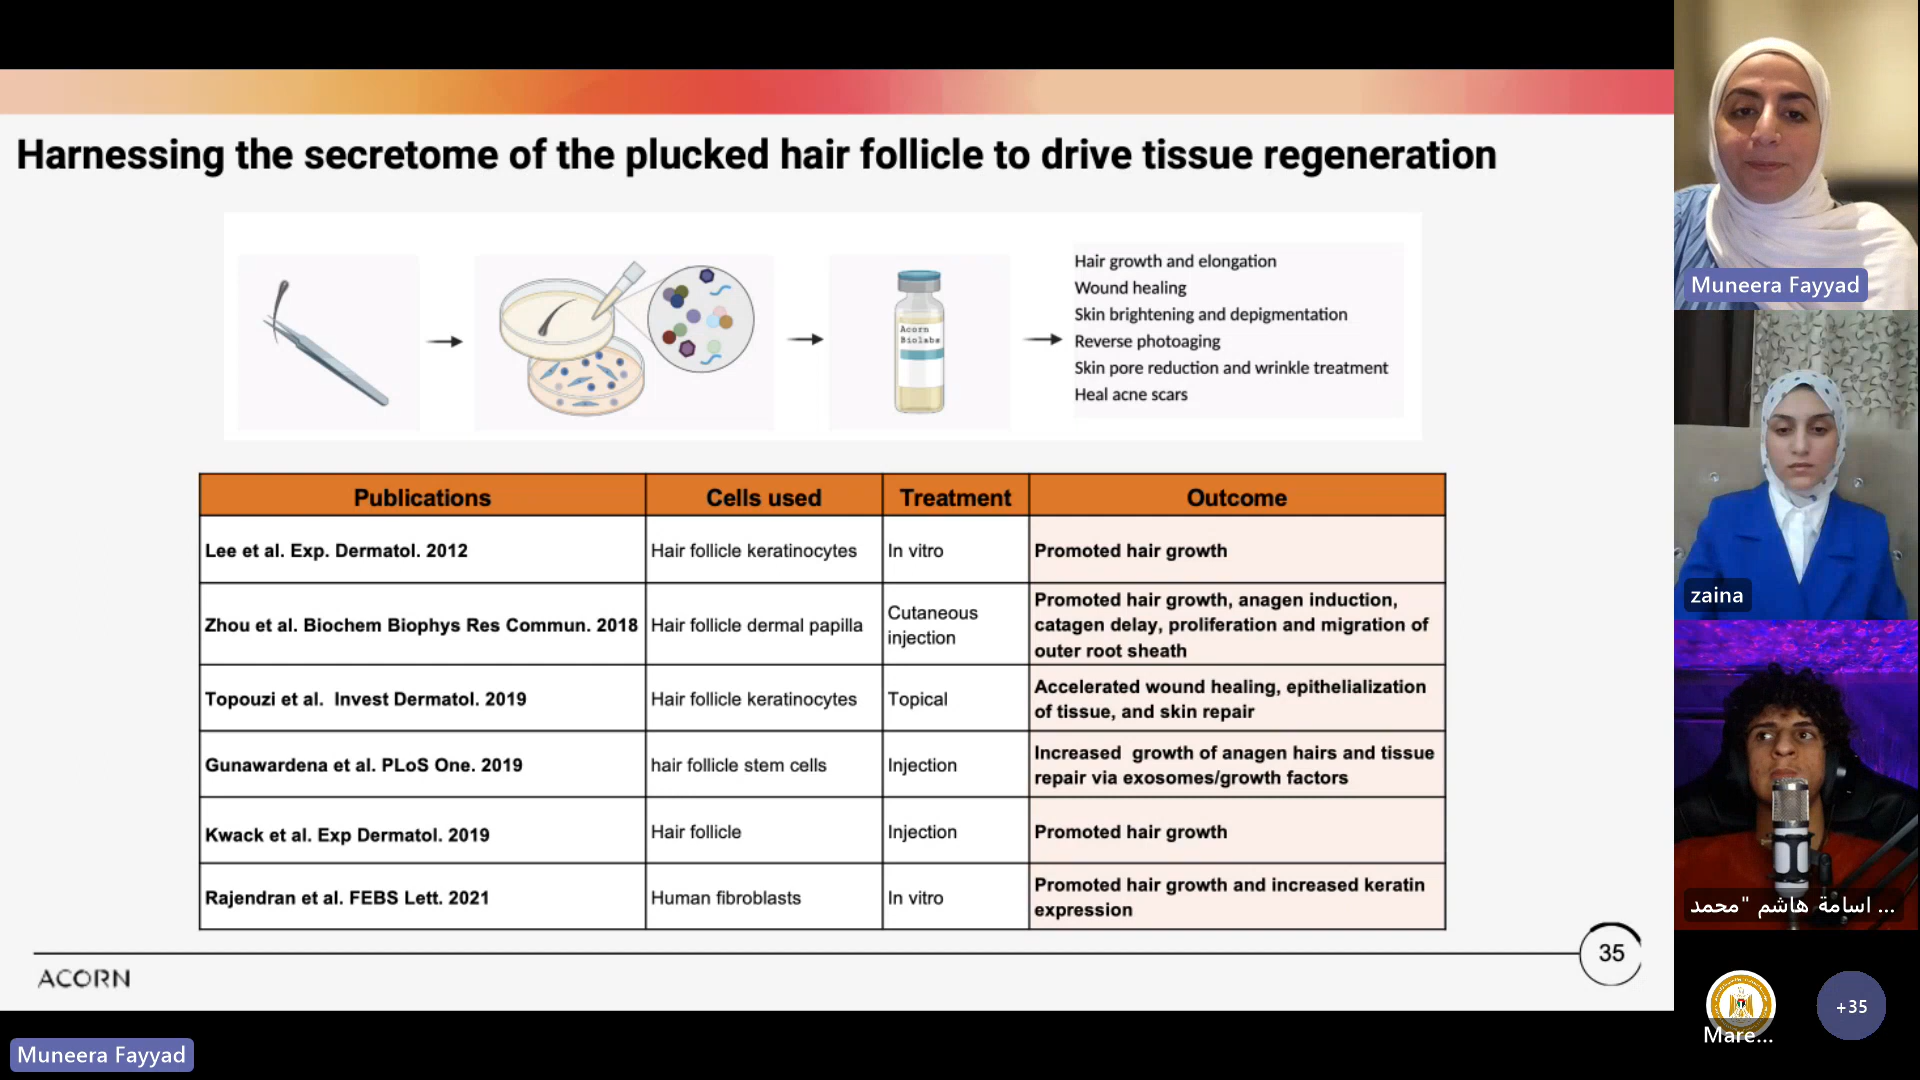 Harnessing the secretome of the plucked hair follicle to drive tissue regeneration
Acorn
Biolabs
Hair growth and elongation
Wound healing
Skin brightening and depigmentation
Reverse photoaging
Skin pore reduction and wrinkle treatment
Heal acne scars
Publications Cells used Treatment Outcome
Lee et al. Exp. Dermatol. 2012 Hair follicle keratinocytes In vitro Promoted hair growth
Zhou et al. Biochem Biophys Res Commun. 2018 Hair follicle dermal papilla
Cutaneous
injection
Promoted hair growth, anagen induction,
catagen delay, proliferation and migration of
outer root sheath
Topouzi et al. Invest Dermatol. 2019 Hair follicle keratinocytes Topical
Accelerated wound healing, epithelialization
of tissue, and skin repair
Gunawardena et al. PLoS One. 2019 hair follicle stem cells Injection
Increased growth of anagen hairs and tissue
repair via exosomes/growth factors
Kwack et al. Exp Dermatol. 2019 Hair follicle Injection Promoted hair growth
Rajendran et al. FEBS Lett. 2021 Human fibroblasts In vitro
Promoted hair growth and increased keratin
expression
35
ACORN
Muneera Fayyad
Muneera Fayyad
zaina
اسامة هاشم "محمد ...
Mare...
+35